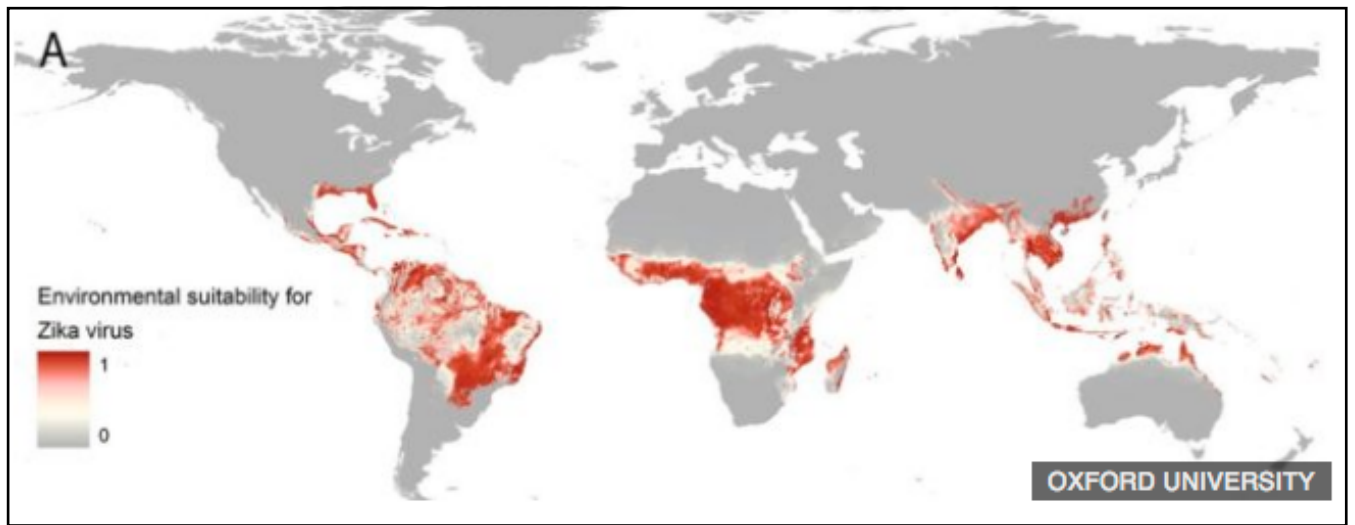 A
Environmental suitability for
Zika virus
1
0
OXFORD UNIVERSITY